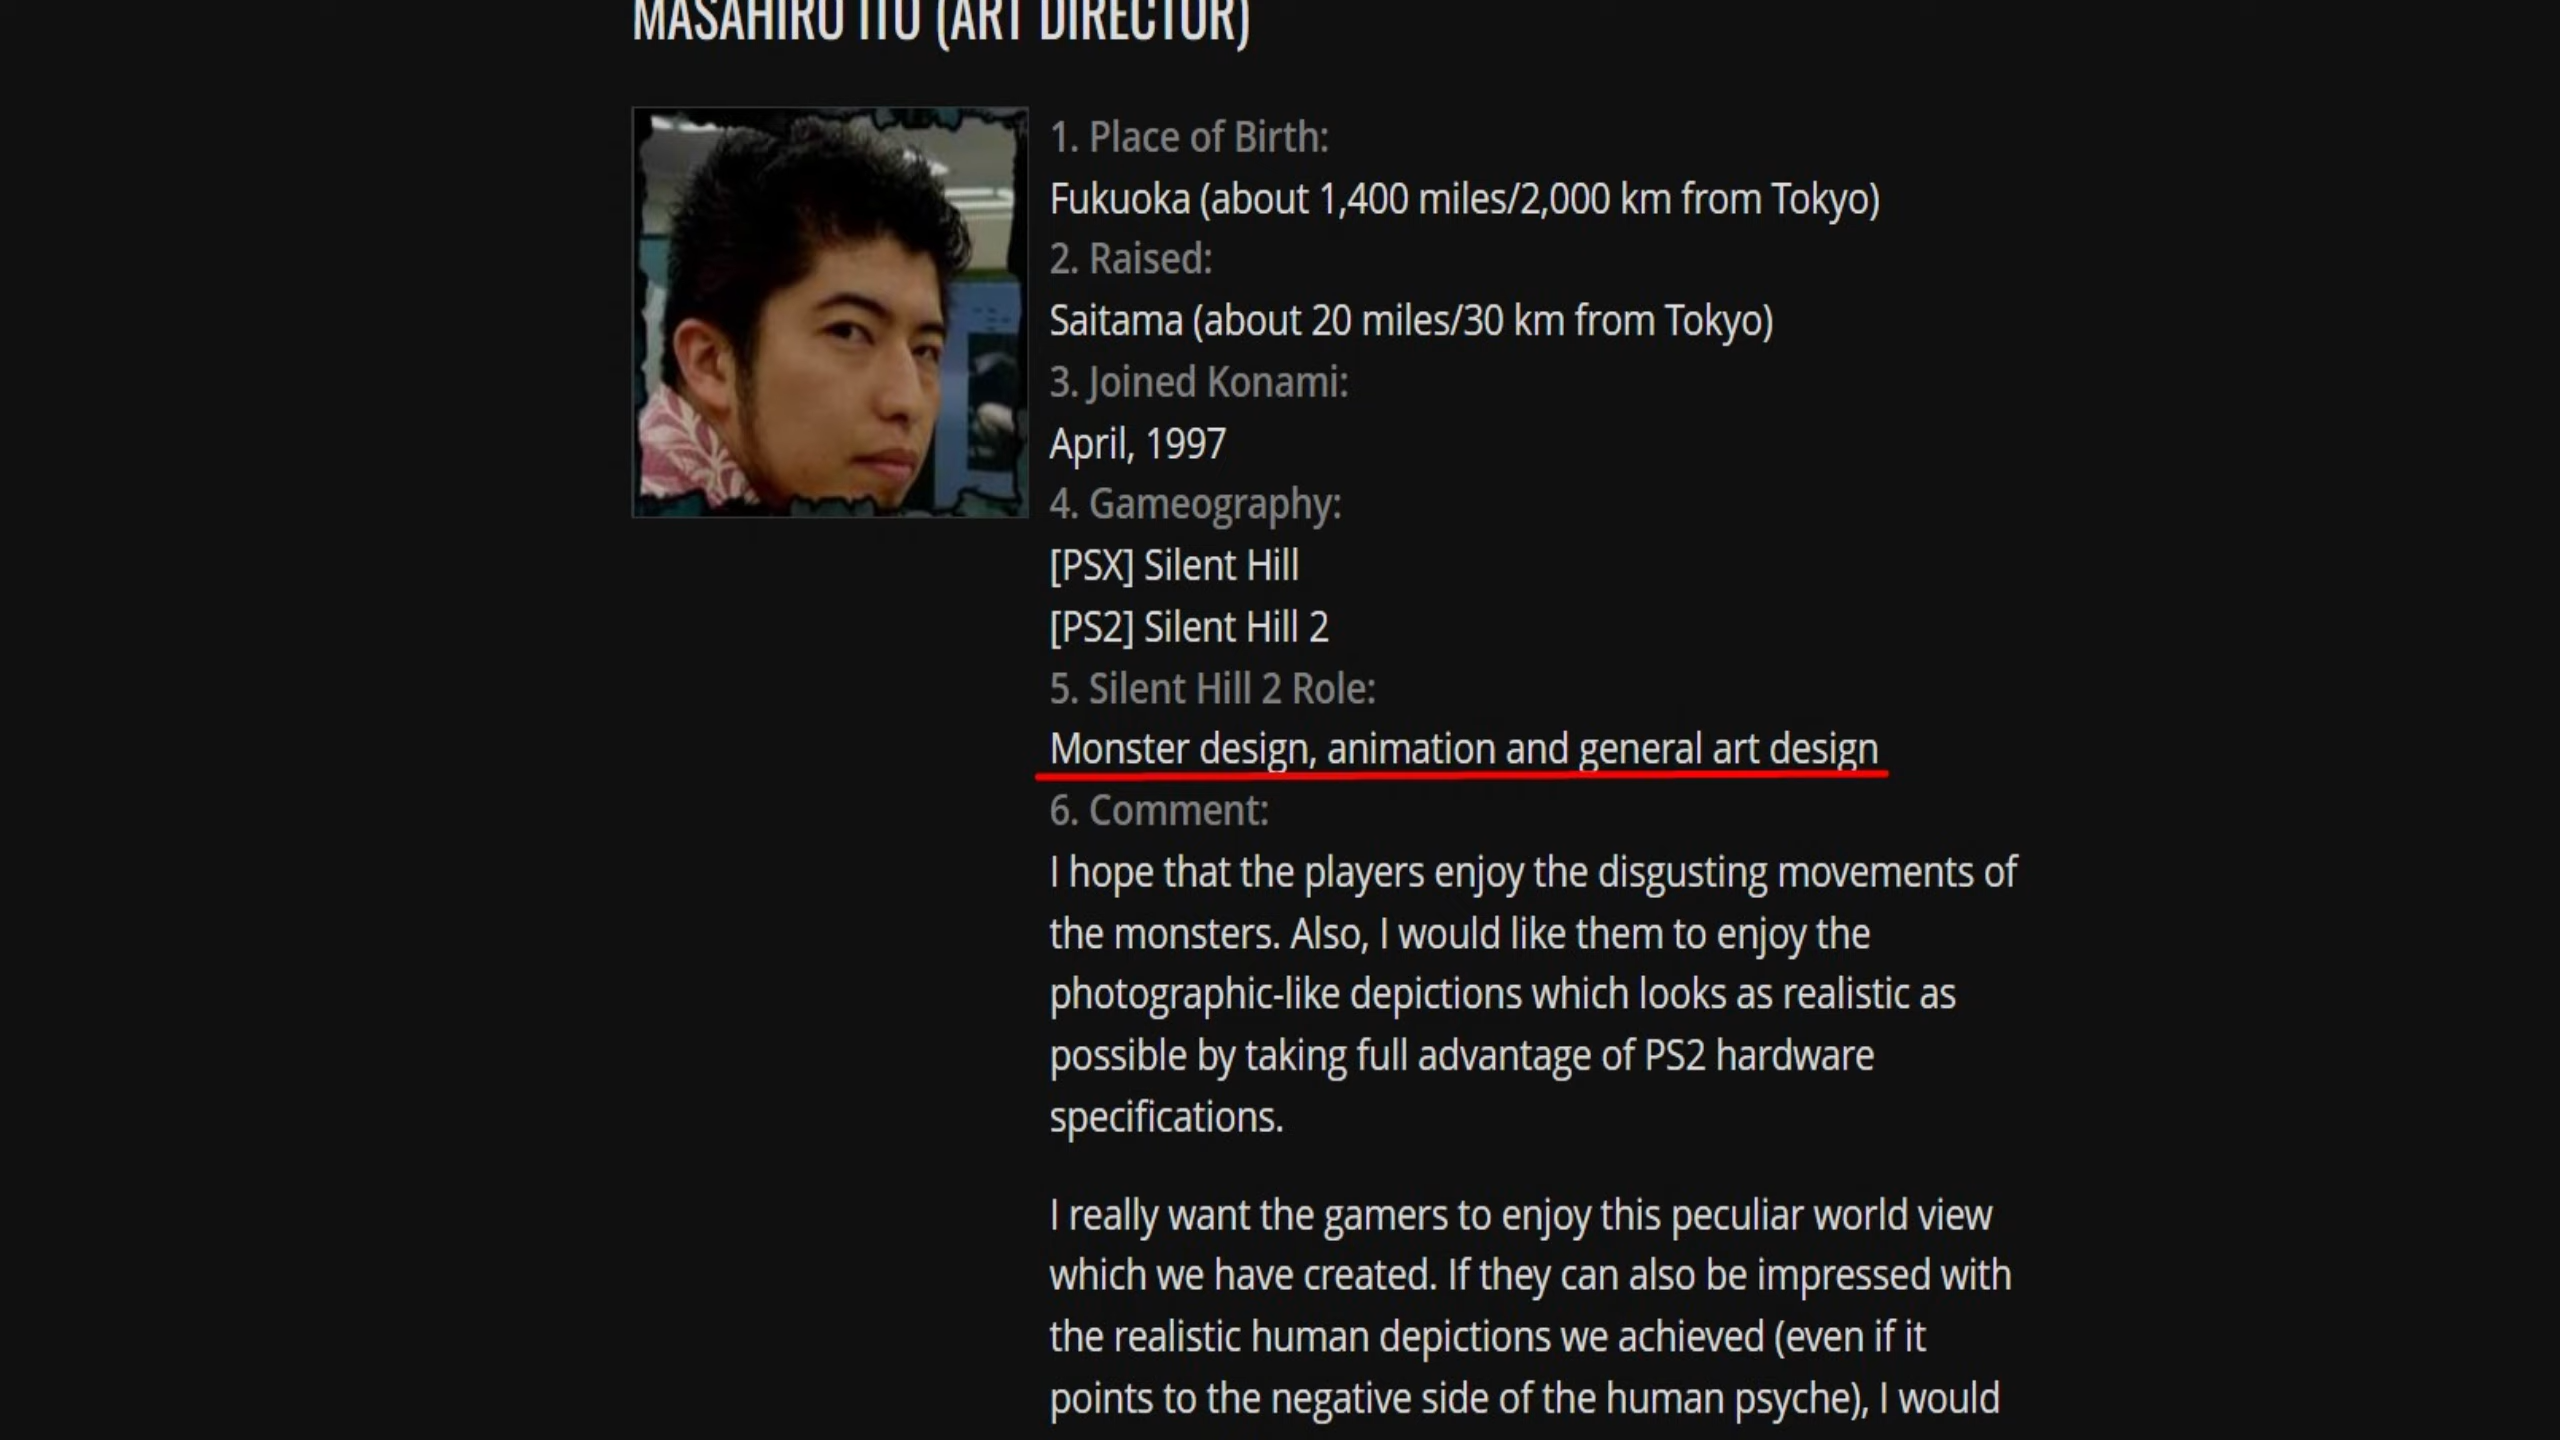 MASAHIRO ITO (ART DIRECTOR)
1. Place of Birth:
Fukuoka (about 1,400 miles/2,000 km from Tokyo)
2. Raised:
Saitama (about 20 miles/30 km from Tokyo)
3. Joined Konami:
April, 1997
4. Gameography:
[PSX] Silent Hill
[PS2] Silent Hill 2
5. Silent Hill 2 Role:
Monster design, animation and general art design
6. Comment:
I hope that the players enjoy the disgusting movements of
the monsters. Also, I would like them to enjoy the
photographic-like depictions which looks as realistic as
possible by taking full advantage of PS2 hardware
specifications.
I really want the gamers to enjoy this peculiar world view
which we have created. If they can also be impressed with
the realistic human depictions we achieved (even if it
points to the negative side of the human psyche), I would